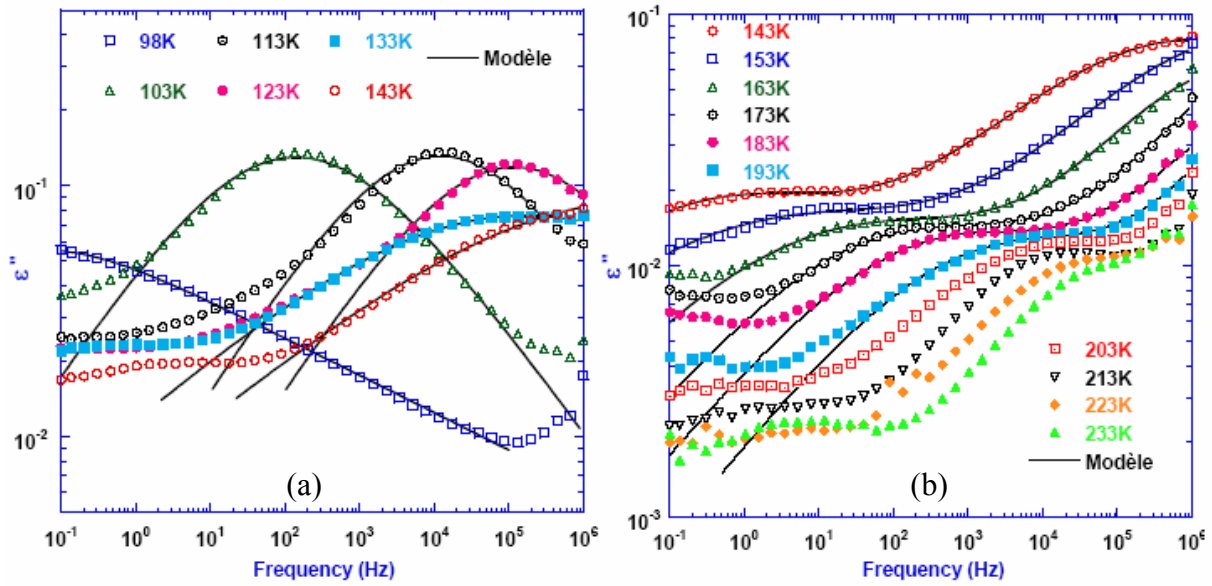 98K 113K 133K Modèle
103K 123K 143K
ε"
10⁻¹
10⁻²
(a)
10⁻¹ 10⁰ 10¹ 10² 10³ 10⁴ 10⁵ 10⁶
Frequency (Hz)
143K
153K
163K
173K
183K
193K
203K
213K
223K
233K
Modèle
ε"
10⁻¹
10⁻²
10⁻³
(b)
10⁻¹ 10⁰ 10¹ 10² 10³ 10⁴ 10⁵ 10⁶
Frequency (Hz)